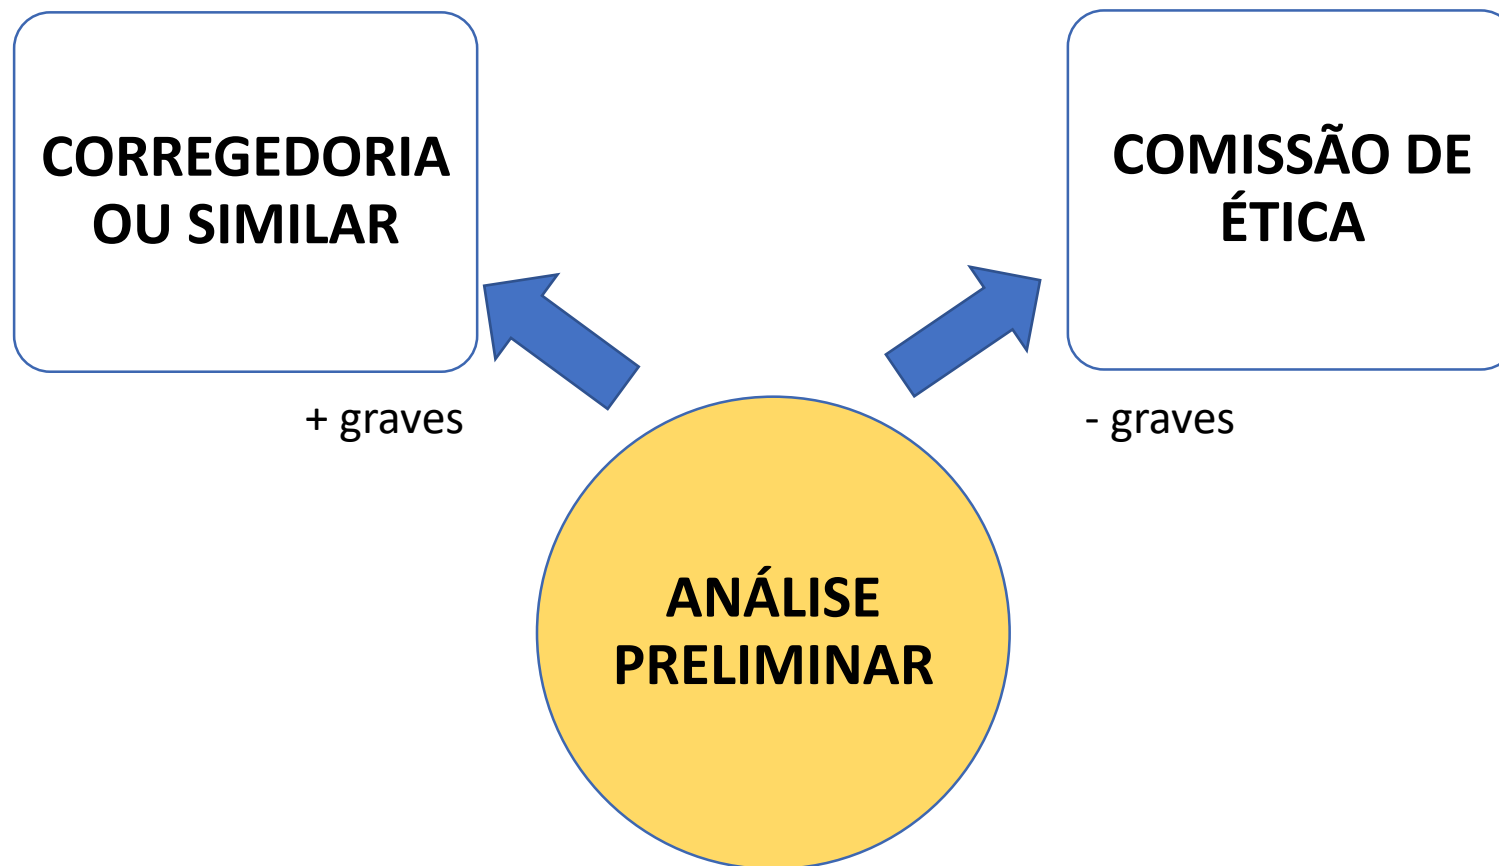 CORREGEDORIA
OU SIMILAR
COMISSÃO DE
ÉTICA
+ graves
- graves
ANÁLISE
PRELIMINAR